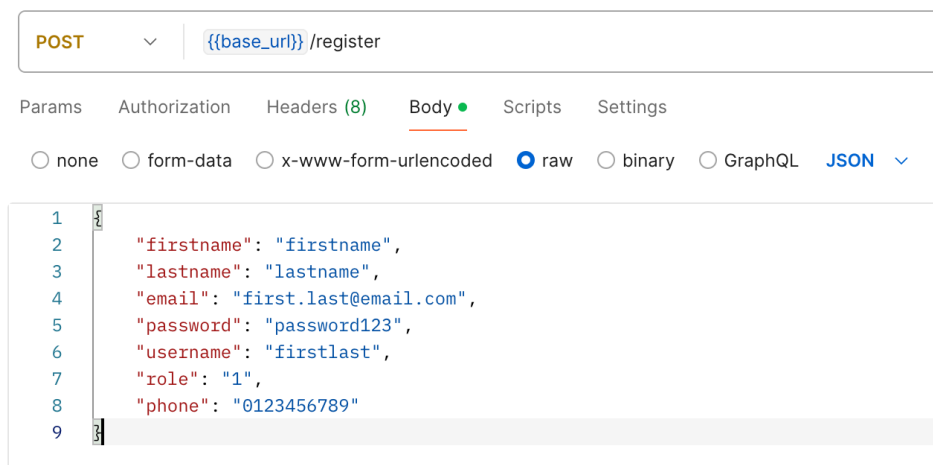 POST {{base_url}} /register
Params Authorization Headers (8) Body Scripts Settings
none form-data x-www-form-urlencoded raw binary GraphQL JSON
1 {
2 "firstname": "firstname",
3 "lastname": "lastname",
4 "email": "first.last@email.com",
5 "password": "password123",
6 "username": "firstlast",
7 "role": "1",
8 "phone": "0123456789"
9 }